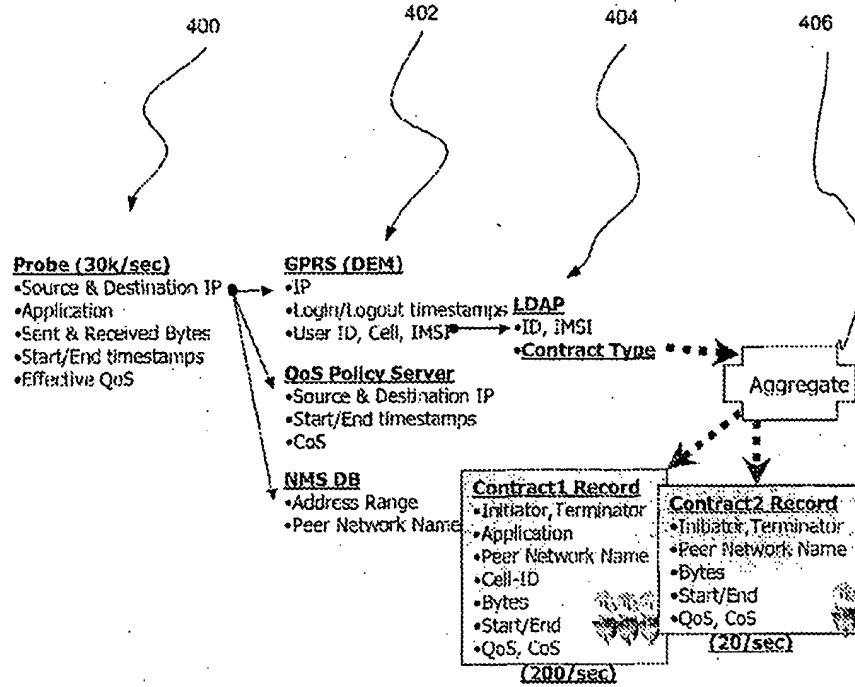 400
402
404
406
Probe (30k/sec)
•Source & Destination IP
•Application
•Sent & Received Bytes
•Start/End timestamps
•Effective QoS
GPRS (DEM)
•IP
•Login/Logout timestamps
•User ID, Cell, IMSI
QoS Policy Server
•Source & Destination IP
•Start/End timestamps
•CoS
NMS DB
•Address Range
•Peer Network Name
LDAP
•ID, IMSI
•Contract Type
Aggregate
Contract1 Record
•Initiator,Terminator
•Application
•Peer Network Name
•Cell-ID
•Bytes
•Start/End
•QoS, CoS
(200/sec)
Contract2 Record
•Initiator,Terminator
•Peer Network Name
•Bytes
•Start/End
•QoS, CoS
(20/sec)